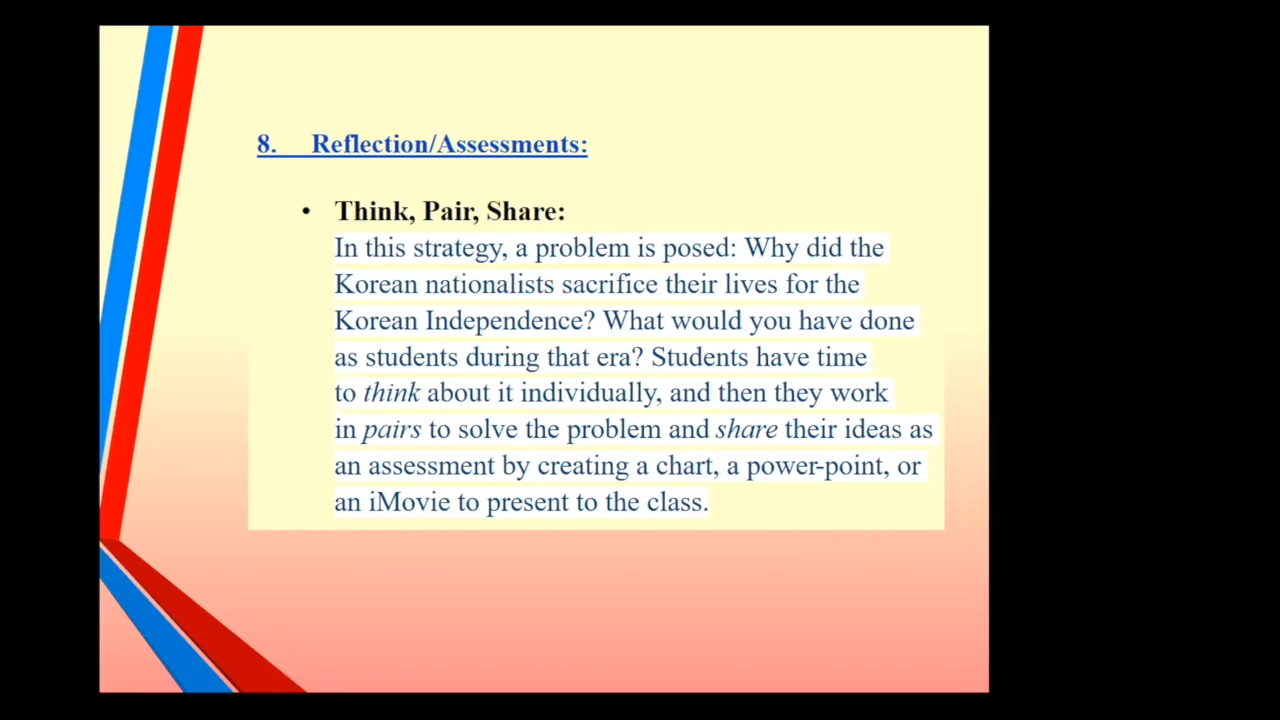 8. Reflection/Assessments:
• Think, Pair, Share:
In this strategy, a problem is posed: Why did the
Korean nationalists sacrifice their lives for the
Korean Independence? What would you have done
as students during that era? Students have time
to think about it individually, and then they work
in pairs to solve the problem and share their ideas as
an assessment by creating a chart, a power-point, or
an iMovie to present to the class.